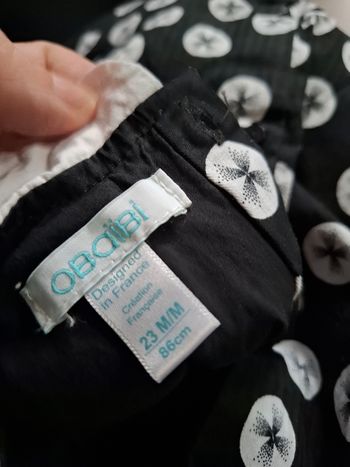 OBaïBi
Designed
in France
Création
Française
23 M/M
86cm